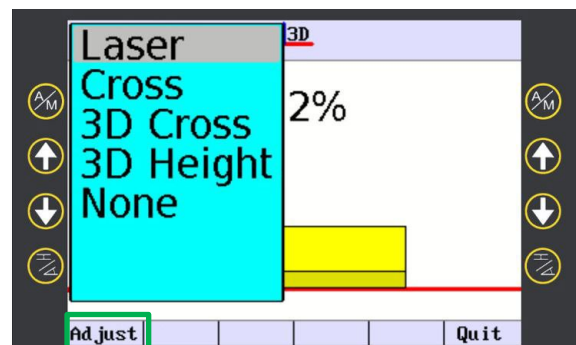 3D
Laser
Cross
3D Cross
3D Height
None
2%
A/M
A/M
Adjust
Quit